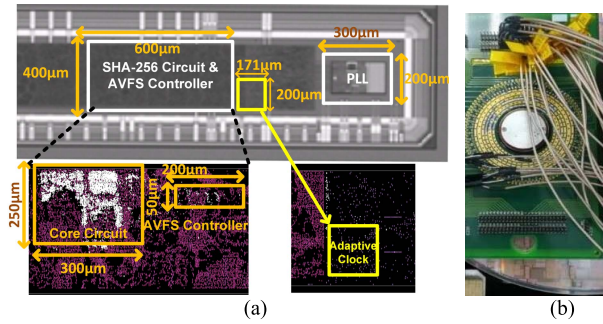 600μm
300μm
400μm
SHA-256 Circuit &
AVFS Controller
171μm
200μm
PLL
200μm
200μm
250μm
50μm
Core Circuit
AVFS Controller
300μm
Adaptive
Clock
(a)
(b)